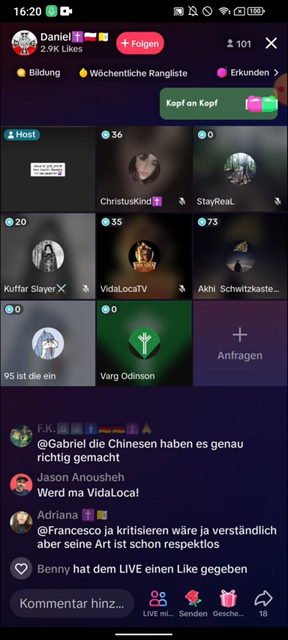 16:20
100
Daniel✝️🇵🇱
2.9K Likes
+ Folgen
101
Bildung
Wöchentliche Rangliste
Erkunden
Kopf an Kopf
Host
36
ChristusKind✝️
0
StayReaL
20
Kuffar Slayer⚔️
35
VidaLocaTV
73
Akhi Schwitzkaste...
0
95 ist die ein
0
Varg Odinson
Anfragen
F.K.
@Gabriel die Chinesen haben es genau
richtig gemacht
Jason Anousheh
Werd ma VidaLoca!
Adriana
@Francesco ja kritisieren wäre ja verständlich
aber seine Art ist schon respektlos
Benny hat dem LIVE einen Like gegeben
Kommentar hinz...
LIVE mi...
Senden
Gesche...
18